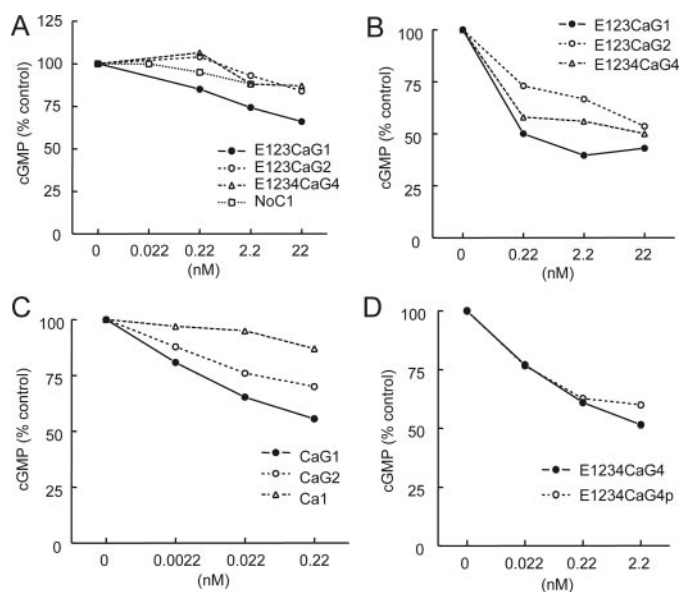 A
125
100
75
50
25
0
cGMP (% control)
E123CaG1
E123CaG2
E1234CaG4
NoC1
0 0.022 0.22 2.2 22
(nM)
B
100
75
50
25
0
cGMP (% control)
E123CaG1
E123CaG2
E1234CaG4
0 0.22 2.2 22
(nM)
C
100
75
50
25
0
cGMP (% control)
CaG1
CaG2
Ca1
0 0.0022 0.022 0.22
(nM)
D
100
75
50
25
0
cGMP (% control)
E1234CaG4
E1234CaG4p
0 0.022 0.22 2.2
(nM)